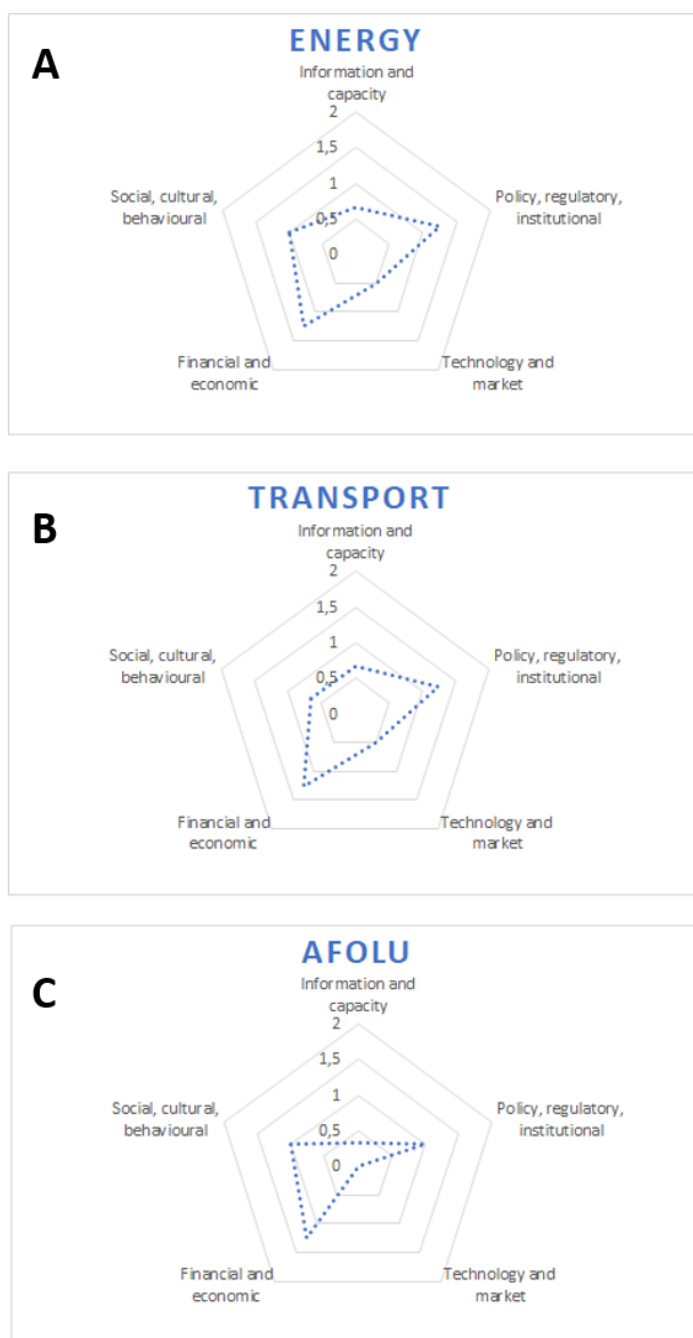 A
ENERGY
Information and
capacity
2
1,5
1
0,5
0
Social, cultural,
behavioural
Policy, regulatory,
institutional
Financial and
economic
Technology and
market
B
TRANSPORT
Information and
capacity
2
1,5
1
0,5
0
Social, cultural,
behavioural
Policy, regulatory,
institutional
Financial and
economic
Technology and
market
C
AFOLU
Information and
capacity
2
1,5
1
0,5
0
Social, cultural,
behavioural
Policy, regulatory,
institutional
Financial and
economic
Technology and
market